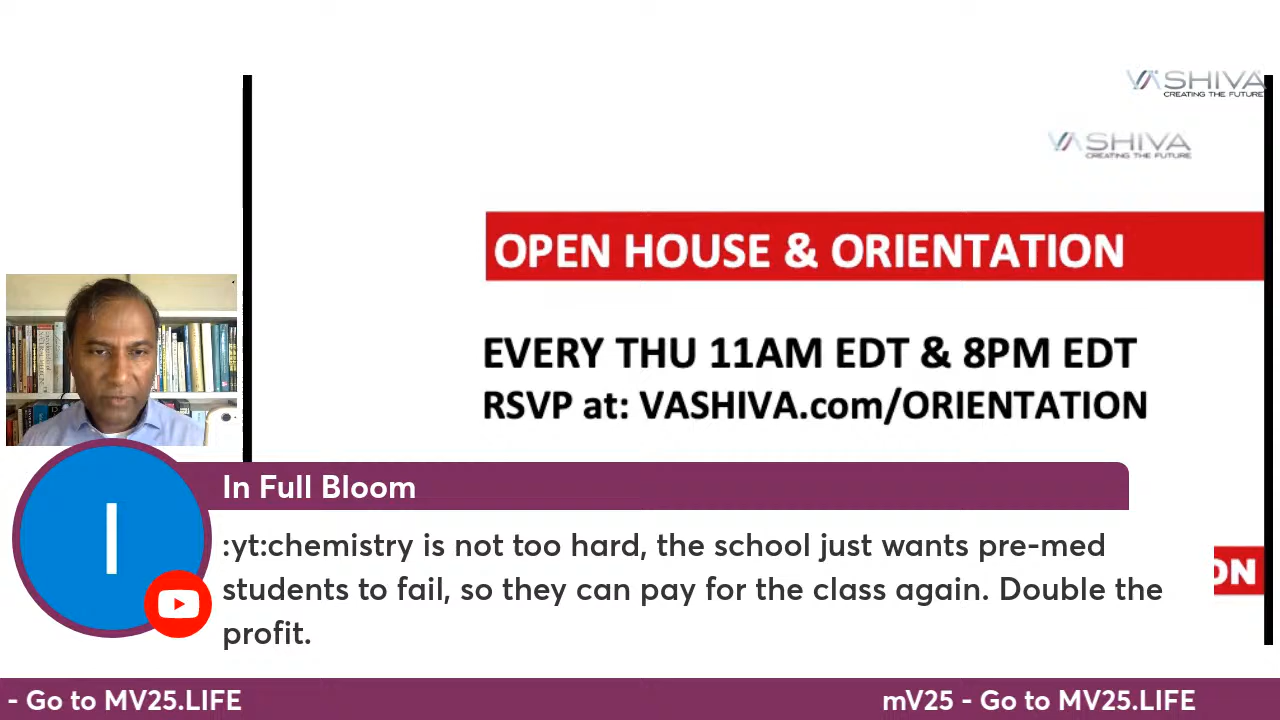 VASHIVA
CREATING THE FUTURE
VASHIVA
CREATING THE FUTURE
OPEN HOUSE & ORIENTATION
EVERY THU 11AM EDT & 8PM EDT
RSVP at: VASHIVA.com/ORIENTATION
I
In Full Bloom
:yt:chemistry is not too hard, the school just wants pre-med
students to fail, so they can pay for the class again. Double the
profit.
ON
- Go to MV25.LIFE
mV25 - Go to MV25.LIFE